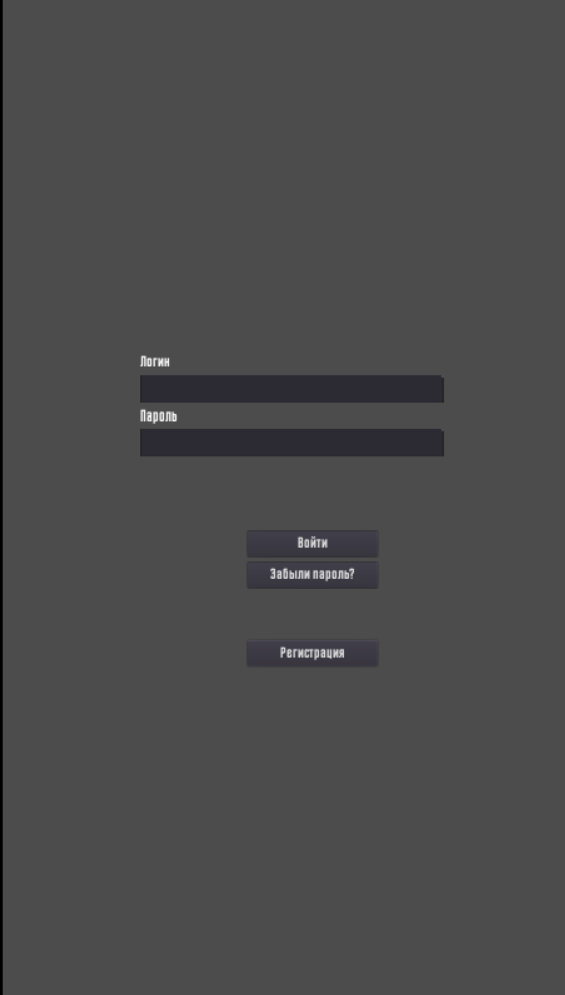 Логин
Пароль
Войти
Забыли пароль?
Регистрация